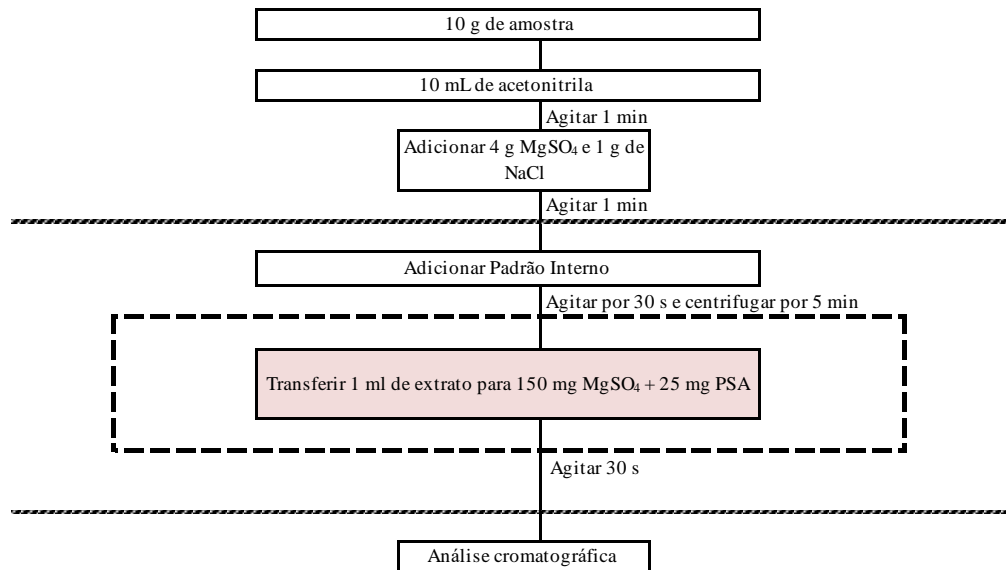 10 g de amostra
10 mL de acetonitrila
Agitar 1 min
Adicionar 4 g MgSO₄ e 1 g de
NaCl
Agitar 1 min
Adicionar Padrão Interno
Agitar por 30 s e centrifugar por 5 min
Transferir 1 ml de extrato para 150 mg MgSO₄ + 25 mg PSA
Agitar 30 s
Análise cromatográfica